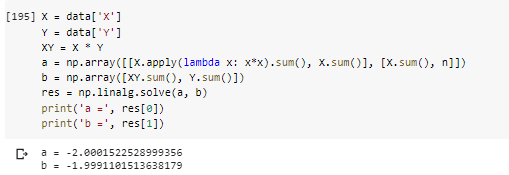 [195] X = data['X']
Y = data['Y']
XY = X * Y
a = np.array([[X.apply(lambda x: x*x).sum(), X.sum()], [X.sum(), n]])
b = np.array([XY.sum(), Y.sum()])
res = np.linalg.solve(a, b)
print('a =', res[0])
print('b =', res[1])
a = -2.0001522528999356
b = -1.9991101513638179